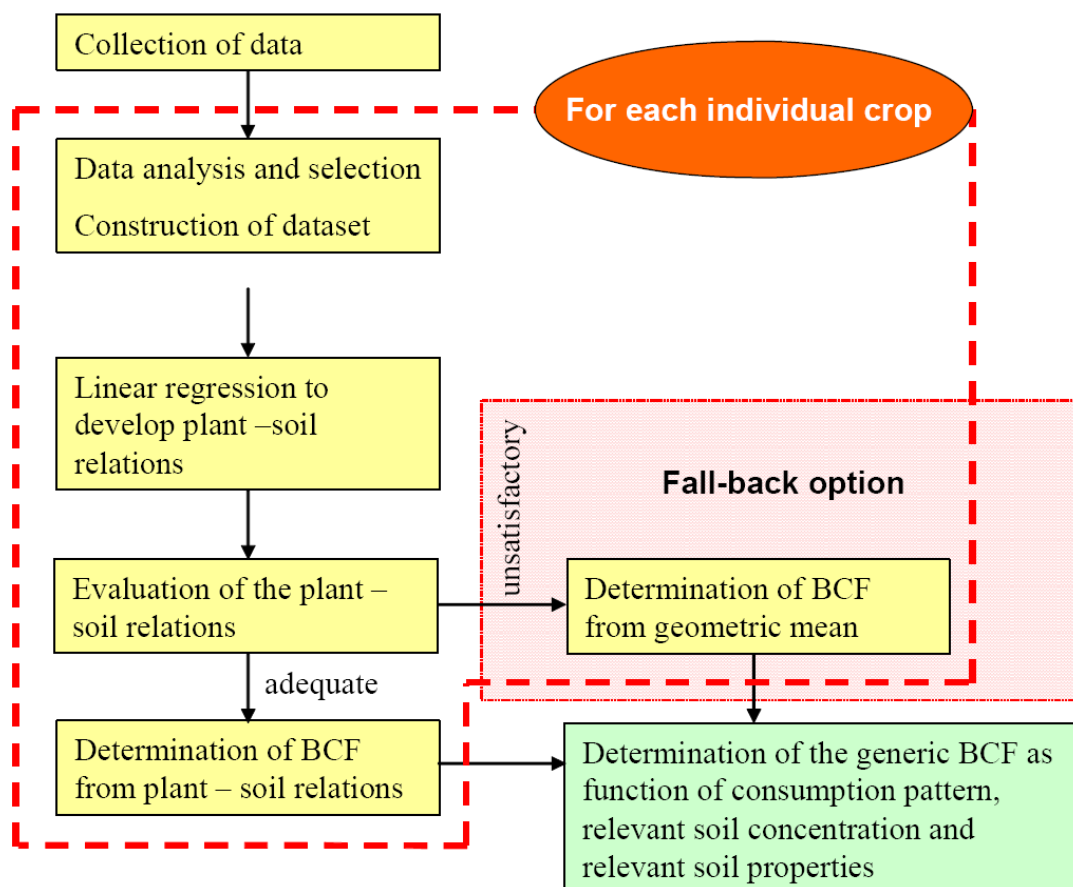 Collection of data
For each individual crop
Data analysis and selection
Construction of dataset
Linear regression to
develop plant –soil
relations
unsatisfactory
Fall-back option
Evaluation of the plant –
soil relations
Determination of BCF
from geometric mean
adequate
Determination of BCF
from plant – soil relations
Determination of the generic BCF as
function of consumption pattern,
relevant soil concentration and
relevant soil properties